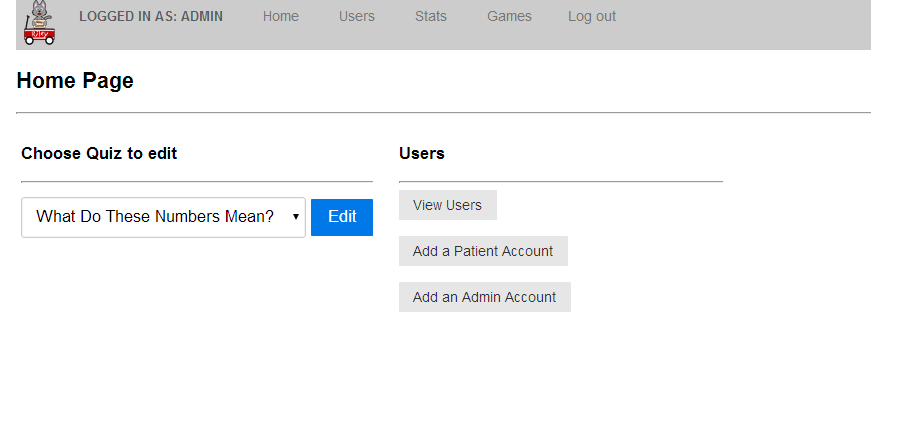 Riley
LOGGED IN AS: ADMIN Home Users Stats Games Log out
Home Page
Choose Quiz to edit
What Do These Numbers Mean? Edit
Users
View Users
Add a Patient Account
Add an Admin Account